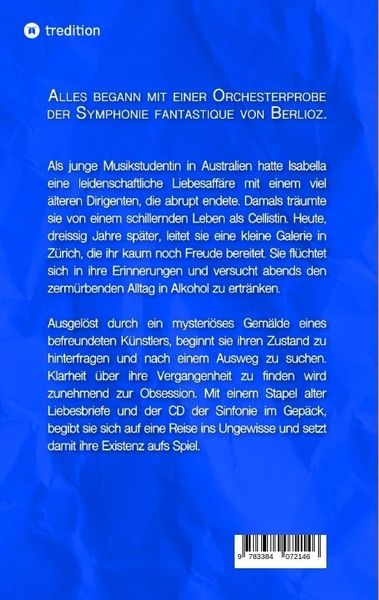 tredition
ALLES BEGANN MIT EINER ORCHESTERPROBE
DER SYMPHONIE FANTASTIQUE VON BERLIOZ.
Als junge Musikstudentin in Australien hatte Isabella
eine leidenschaftliche Liebesaffäre mit einem viel
älteren Dirigenten, die abrupt endete. Damals träumte
sie von einem schillernden Leben als Cellistin. Heute,
dreissig Jahre später, leitet sie eine kleine Galerie in
Zürich, die ihr kaum noch Freude bereitet. Sie flüchtet
sich in ihre Erinnerungen und versucht abends den
zermürbenden Alltag in Alkohol zu ertränken.
Ausgelöst durch ein mysteriöses Gemälde eines
befreundeten Künstlers, beginnt sie ihren Zustand zu
hinterfragen und nach einem Ausweg zu suchen.
Klarheit über ihre Vergangenheit zu finden wird
zunehmend zur Obsession. Mit einem Stapel alter
Liebesbriefe und der CD der Sinfonie im Gepäck,
begibt sie sich auf eine Reise ins Ungewisse und setzt
damit ihre Existenz aufs Spiel.
9 783384 072146